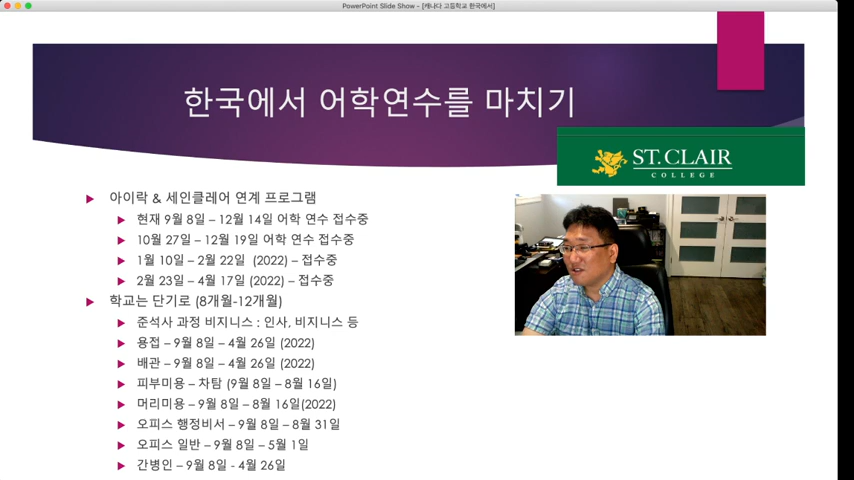 PowerPoint Slide Show - [캐나다 고등학교 한국에서]
한국에서 어학연수를 마치기
ST. CLAIR
COLLEGE
아이락 & 세인클레어 연계 프로그램
현재 9월 8일 – 12월 14일 어학 연수 접수중
10월 27일 – 12월 19일 어학 연수 접수중
1월 10일 – 2월 22일 (2022) – 접수중
2월 23일 – 4월 17일 (2022) – 접수중
학교는 단기로 (8개월-12개월)
준석사 과정 비지니스 : 인사, 비지니스 등
용접 – 9월 8일 – 4월 26일 (2022)
배관 – 9월 8일 – 4월 26일 (2022)
피부미용 – 차탐 (9월 8일 – 8월 16일)
머리미용 – 9월 8일 – 8월 16일(2022)
오피스 행정비서 – 9월 8일 – 8월 31일
오피스 일반 – 9월 8일 – 5월 1일
간병인 – 9월 8일 - 4월 26일